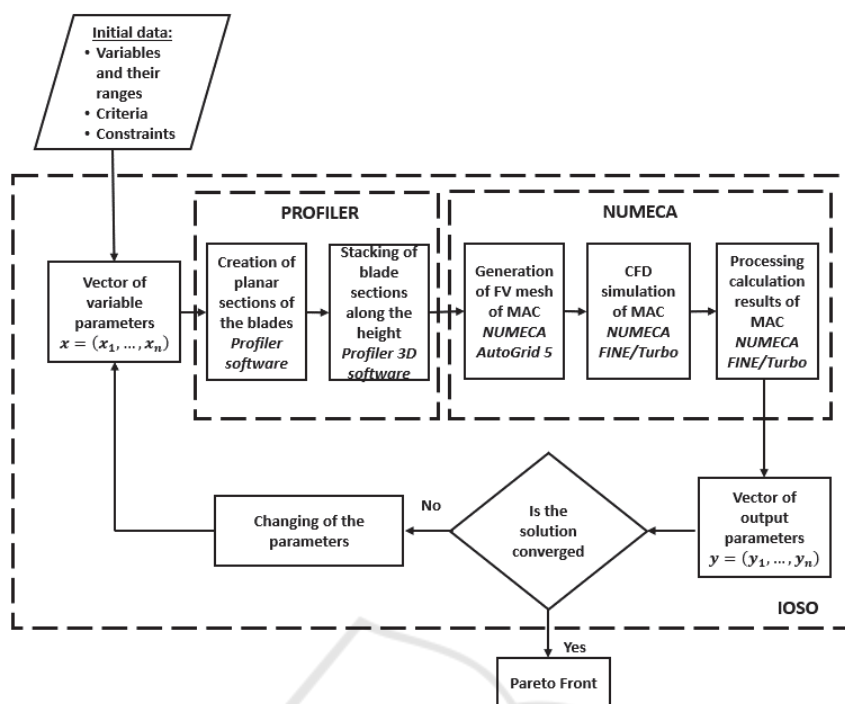 Initial data:
• Variables
and their
ranges
• Criteria
• Constraints
PROFILER
NUMECA
Vector of
variable
parameters
x = (x₁, …, xₙ)
Creation of
planar
sections of
the blades
Profiler
software
Stacking of
blade
sections
along the
height
Profiler 3D
software
Generation
of FV mesh
of MAC
NUMECA
AutoGrid 5
CFD
simulation
of MAC
NUMECA
FINE/Turbo
Processing
calculation
results of
MAC
NUMECA
FINE/Turbo
Changing of the
parameters
No
Is the
solution
converged
Vector of
output
parameters
y = (y₁, …, yₙ)
IOSO
Yes
Pareto Front